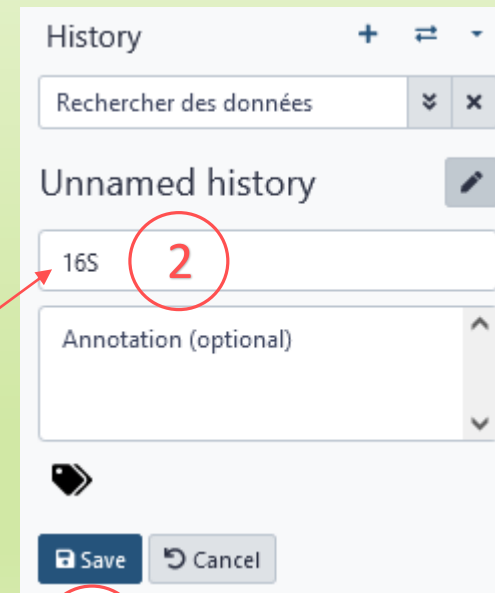 History
Rechercher des données
Unnamed history
16S 2
Annotation (optional)
Save Cancel